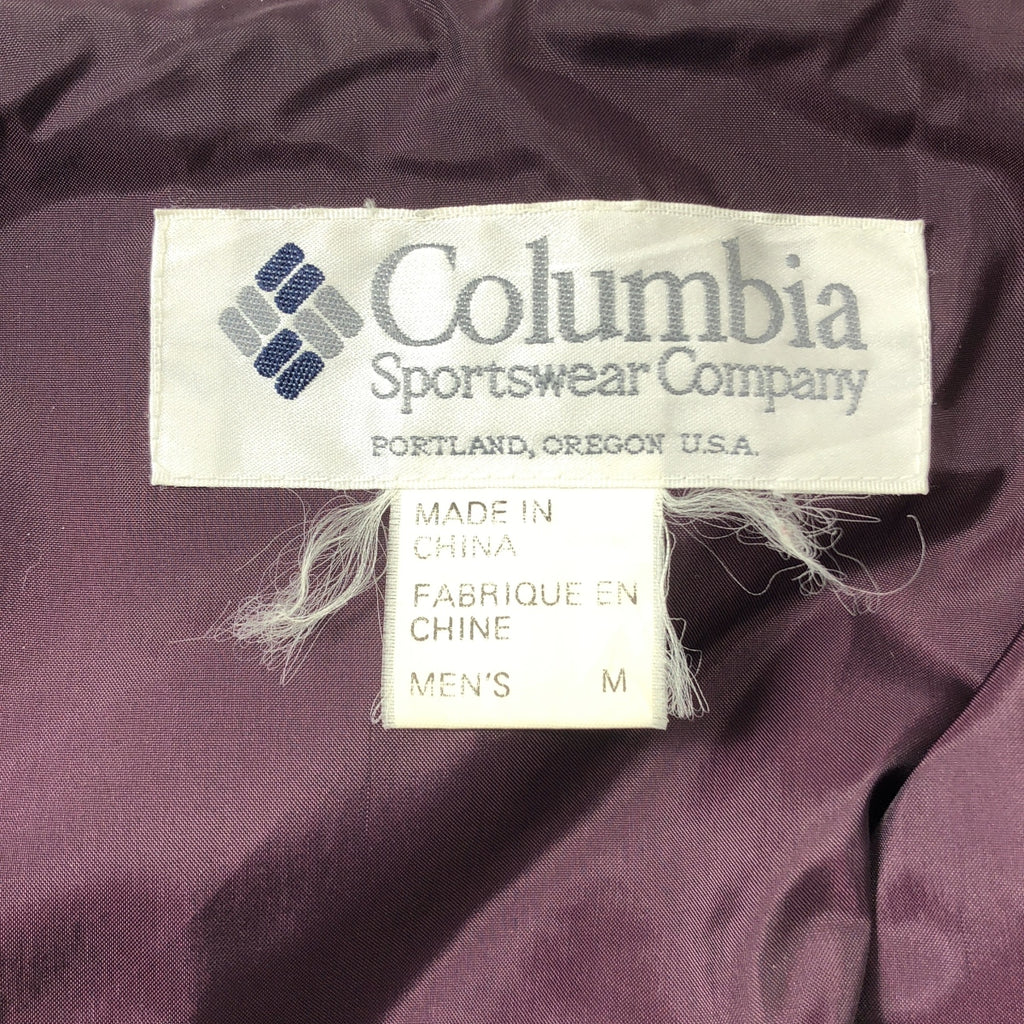 Columbia
Sportswear Company
PORTLAND, OREGON U.S.A.
MADE IN
CHINA
FABRIQUE EN
CHINE
MEN'S M